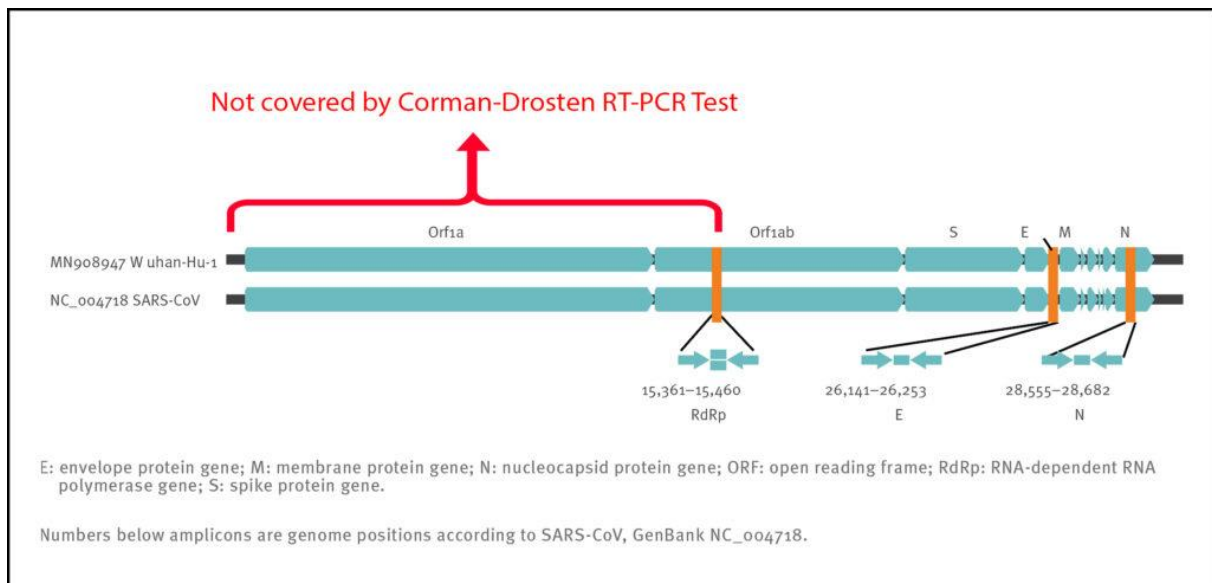 Not covered by Corman-Drosten RT-PCR Test
Orf1a Orf1ab S E M N
MN908947 W uhan-Hu-1
NC_004718 SARS-CoV
15,361–15,460 26,141–26,253 28,555–28,682
RdRp E N
E: envelope protein gene; M: membrane protein gene; N: nucleocapsid protein gene; ORF: open reading frame; RdRp: RNA-dependent RNA
polymerase gene; S: spike protein gene.
Numbers below amplicons are genome positions according to SARS-CoV, GenBank NC_004718.